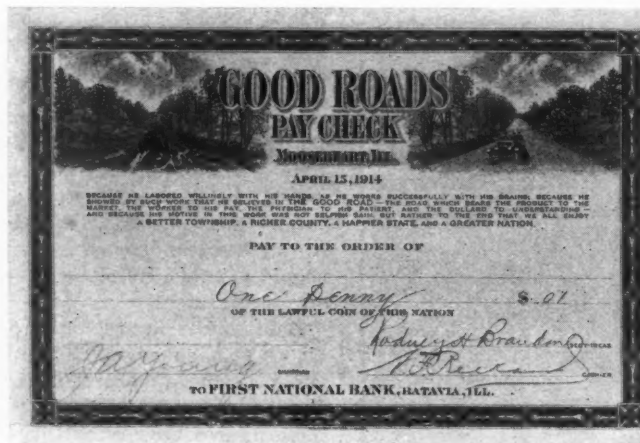 GOOD ROADS
PAY CHECK
MOOSEHEART, ILL.
APRIL 15, 1914
BECAUSE HE LABORED WILLINGLY WITH HIS HANDS, AS HE WORKS SUCCESSFULLY WITH HIS BRAINS; BECAUSE HE
SHOWED BY SUCH WORK THAT HE BELIEVED IN THE GOOD ROAD — THE ROAD WHICH BEARS THE PRODUCT TO THE
MARKET, THE WORKER TO HIS PAY, THE PHYSICIAN TO HIS PATIENT, AND THE DULLARD TO UNDERSTANDING —
AND BECAUSE HIS MOTIVE IN THIS WORK WAS NOT SELFISH GAIN, BUT RATHER TO THE END THAT WE ALL ENJOY
A BETTER TOWNSHIP, A RICHER COUNTY, A HAPPIER STATE, AND A GREATER NATION.
PAY TO THE ORDER OF
One Penny $ .01
OF THE LAWFUL COIN OF THIS NATION
Rodney H Brandon
J A Young CHAIRMAN CASHIER
TO FIRST NATIONAL BANK, BATAVIA, ILL.